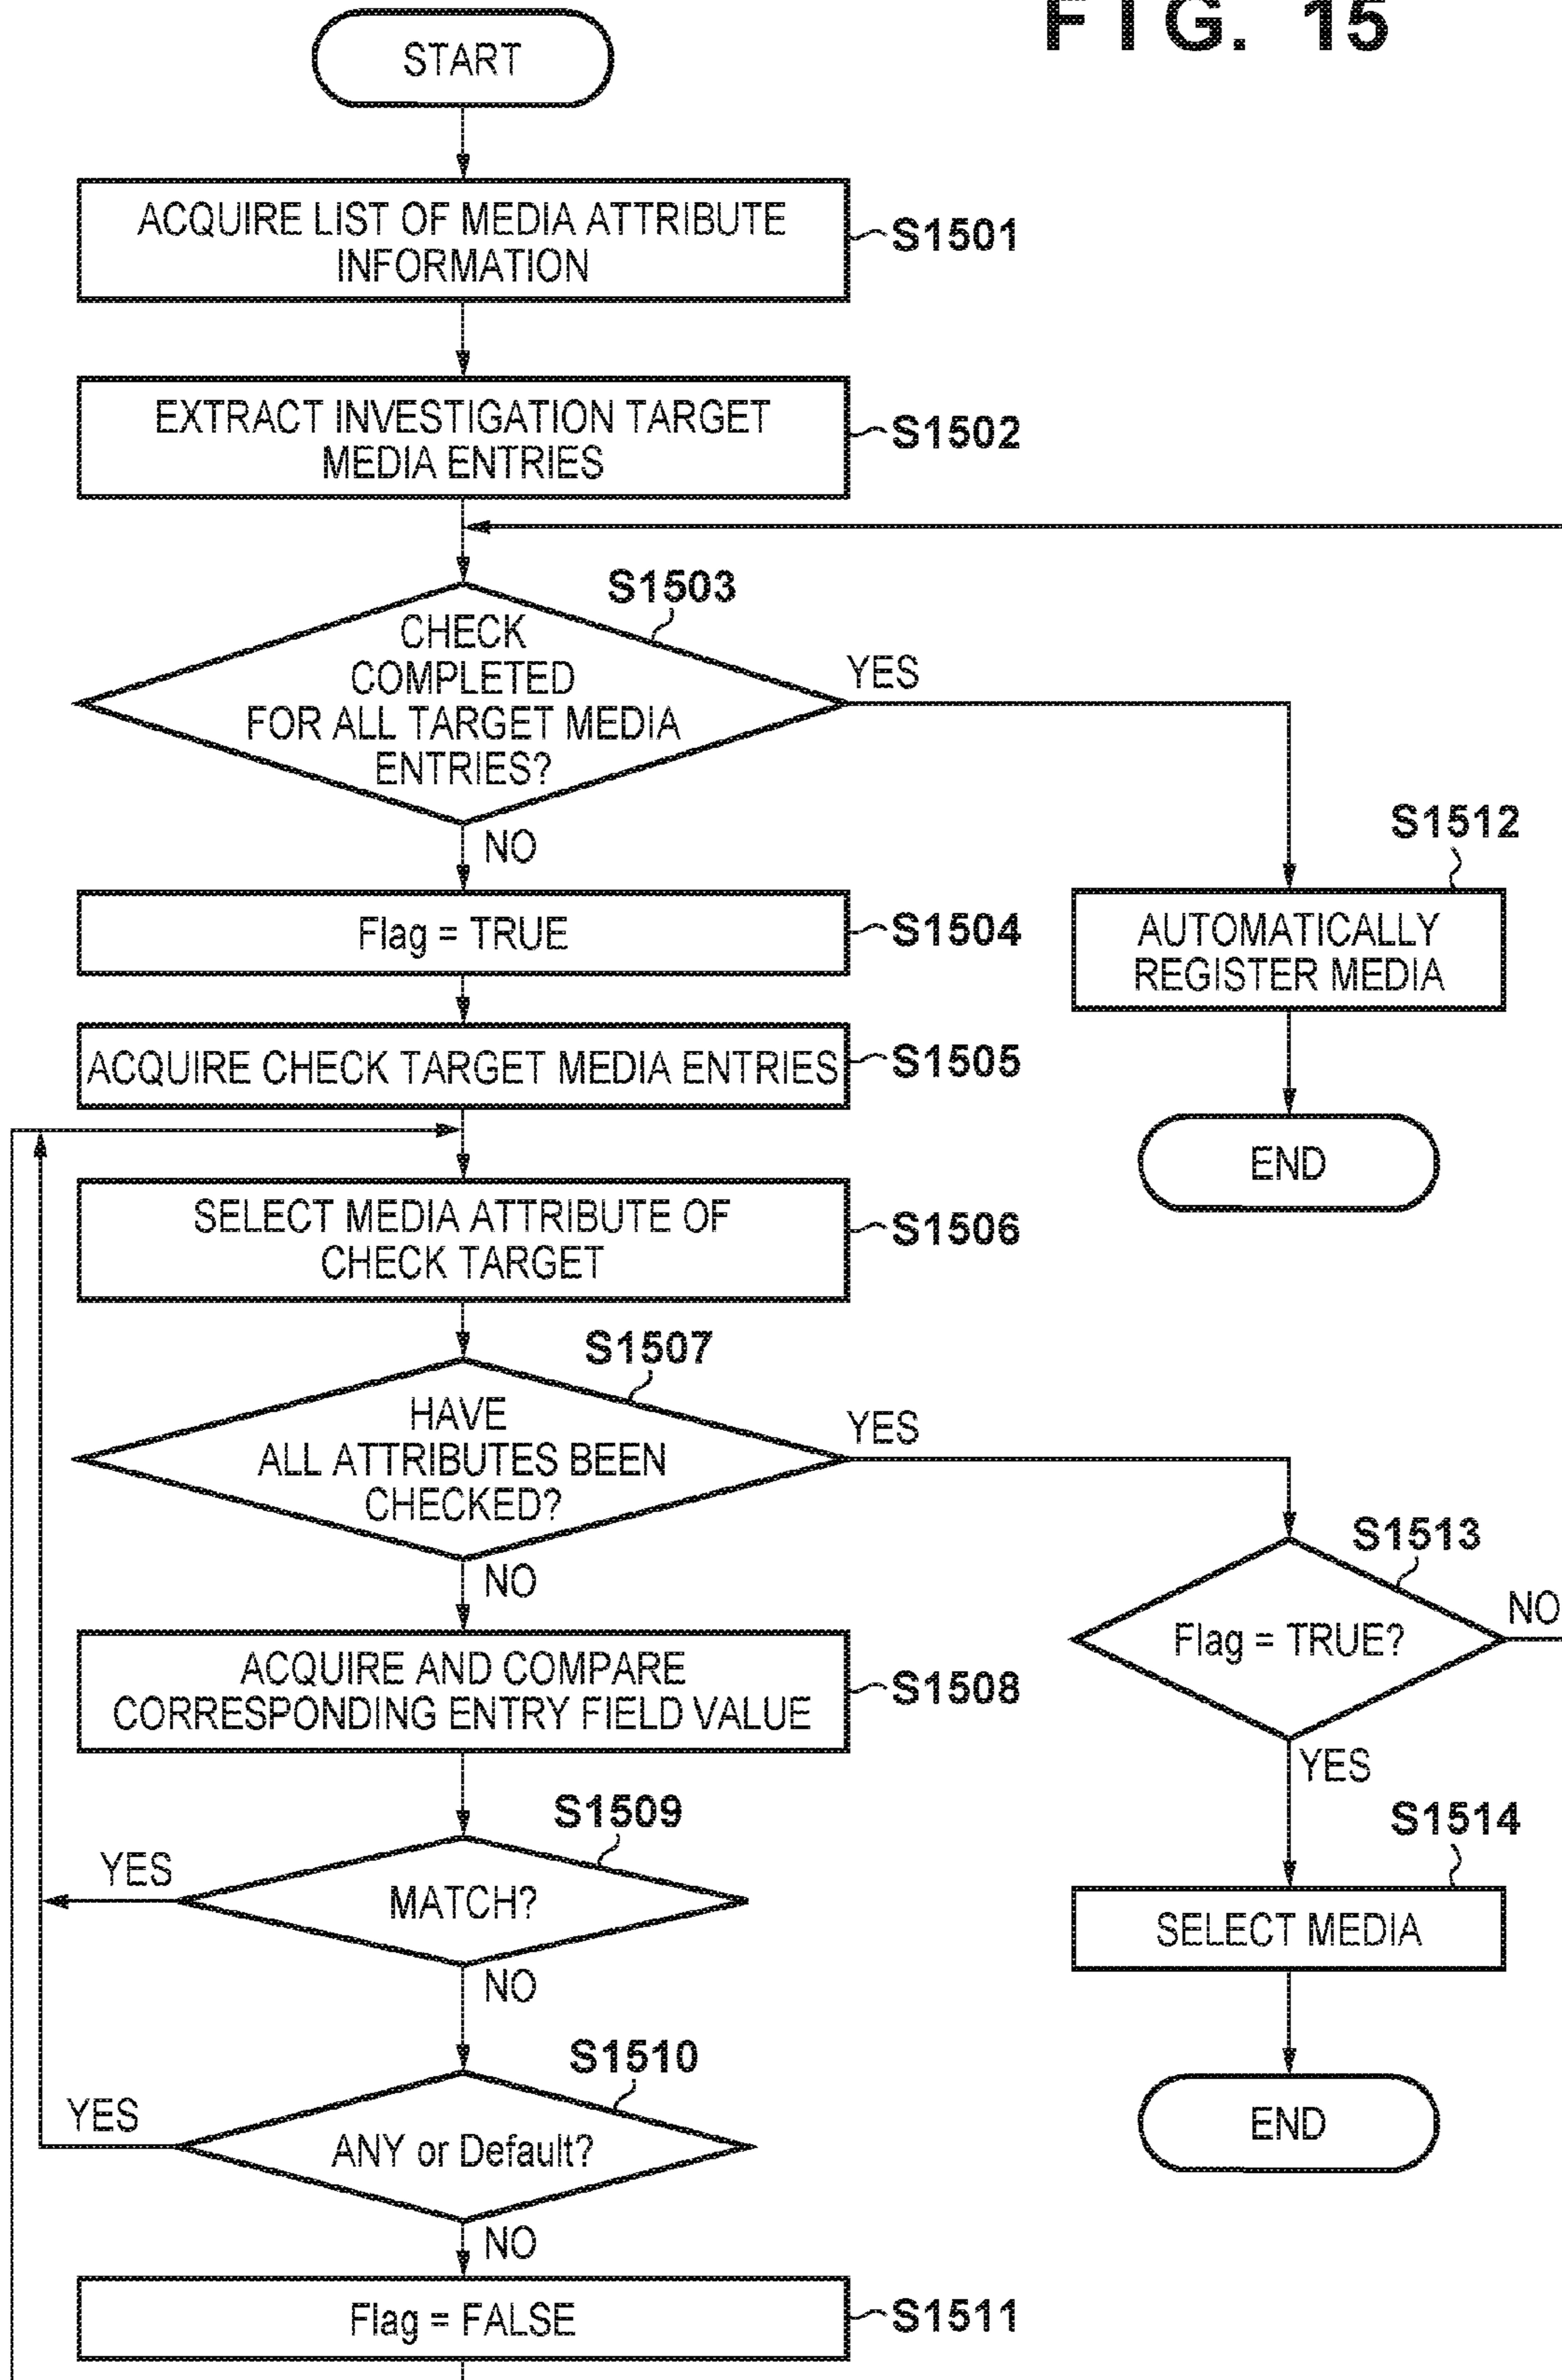 FIG. 15
START
ACQUIRE LIST OF MEDIA ATTRIBUTE
INFORMATION
S1501
EXTRACT INVESTIGATION TARGET
MEDIA ENTRIES
S1502
S1503
CHECK
COMPLETED
FOR ALL TARGET MEDIA
ENTRIES?
YES
NO
S1512
AUTOMATICALLY
REGISTER MEDIA
END
Flag = TRUE
S1504
ACQUIRE CHECK TARGET MEDIA ENTRIES
S1505
SELECT MEDIA ATTRIBUTE OF
CHECK TARGET
S1506
S1507
HAVE
ALL ATTRIBUTES BEEN
CHECKED?
YES
NO
S1513
Flag = TRUE?
NO
YES
ACQUIRE AND COMPARE
CORRESPONDING ENTRY FIELD VALUE
S1508
S1509
MATCH?
YES
NO
S1514
SELECT MEDIA
END
S1510
ANY or Default?
YES
NO
Flag = FALSE
S1511